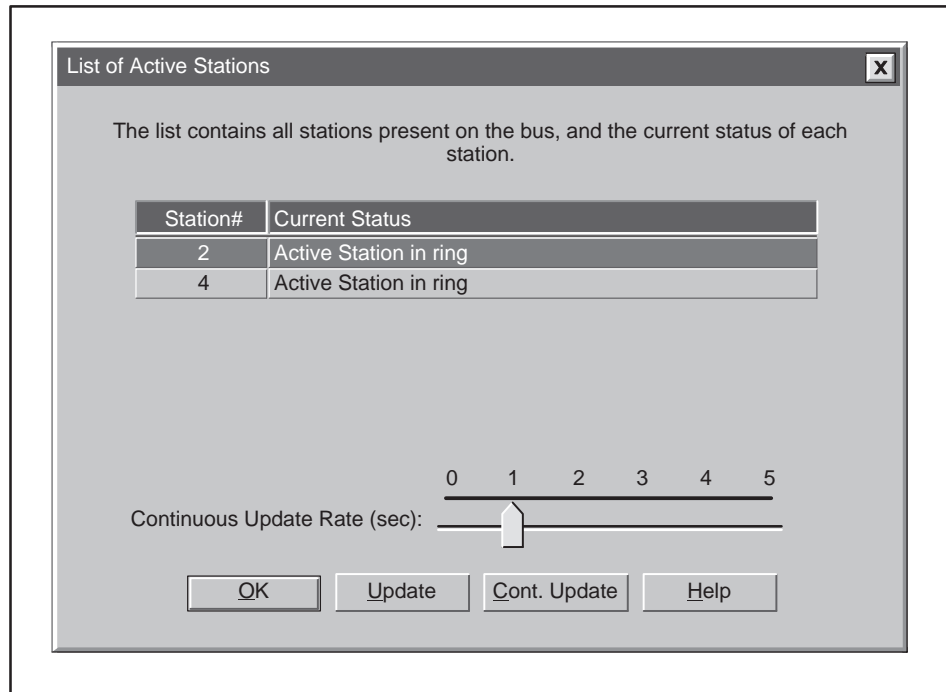 List of Active Stations
The list contains all stations present on the bus, and the current status of each
station.
Station# Current Status
2 Active Station in ring
4 Active Station in ring
0 1 2 3 4 5
Continuous Update Rate (sec):
OK Update Cont. Update Help